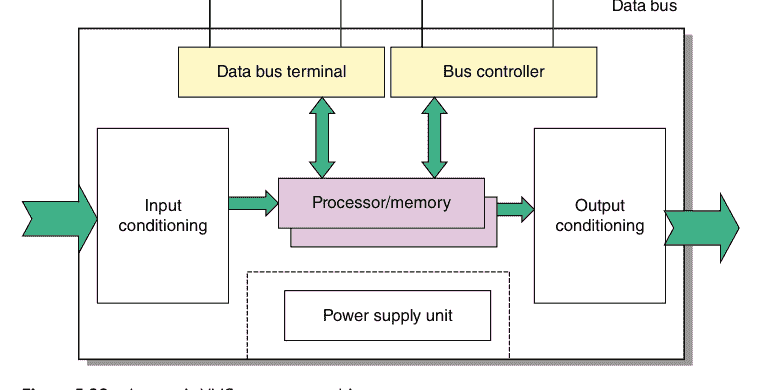 Data bus
Data bus terminal
Bus controller
Input
conditioning
Processor/memory
Output
conditioning
Power supply unit